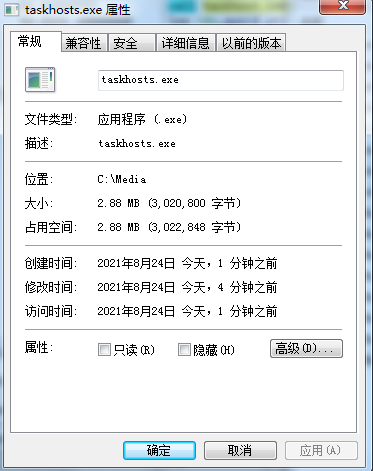 taskhosts.exe 属性
常规 兼容性 安全 详细信息 以前的版本
taskhosts.exe
文件类型: 应用程序 (.exe)
描述: taskhosts.exe
位置: C:\Media
大小: 2.88 MB (3,020,800 字节)
占用空间: 2.88 MB (3,022,848 字节)
创建时间: 2021年8月24日 今天，1 分钟之前
修改时间: 2021年8月24日 今天，4 分钟之前
访问时间: 2021年8月24日 今天，1 分钟之前
属性: 只读(R) 隐藏(H) 高级(D)...
确定 取消 应用(A)